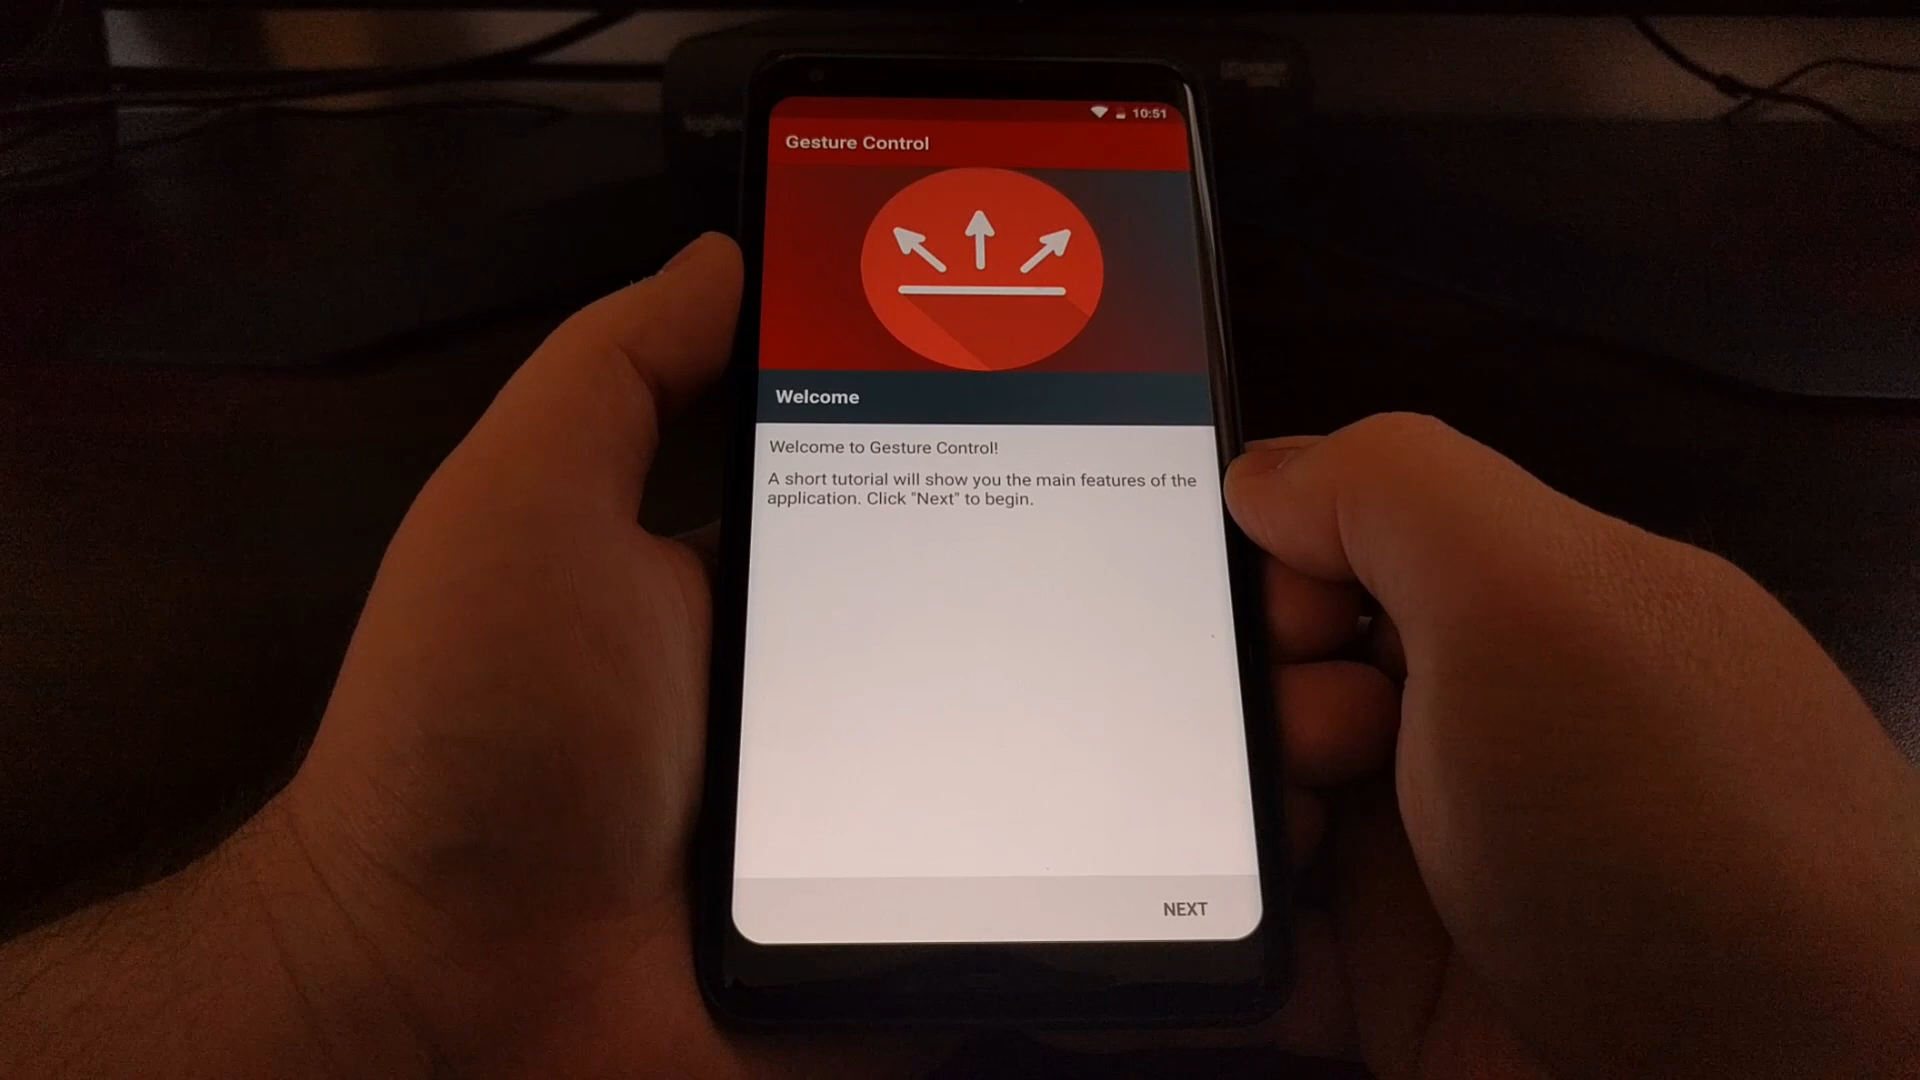 10:51
Gesture Control
Welcome
Welcome to Gesture Control!
A short tutorial will show you the main features of the
application. Click "Next" to begin.
NEXT